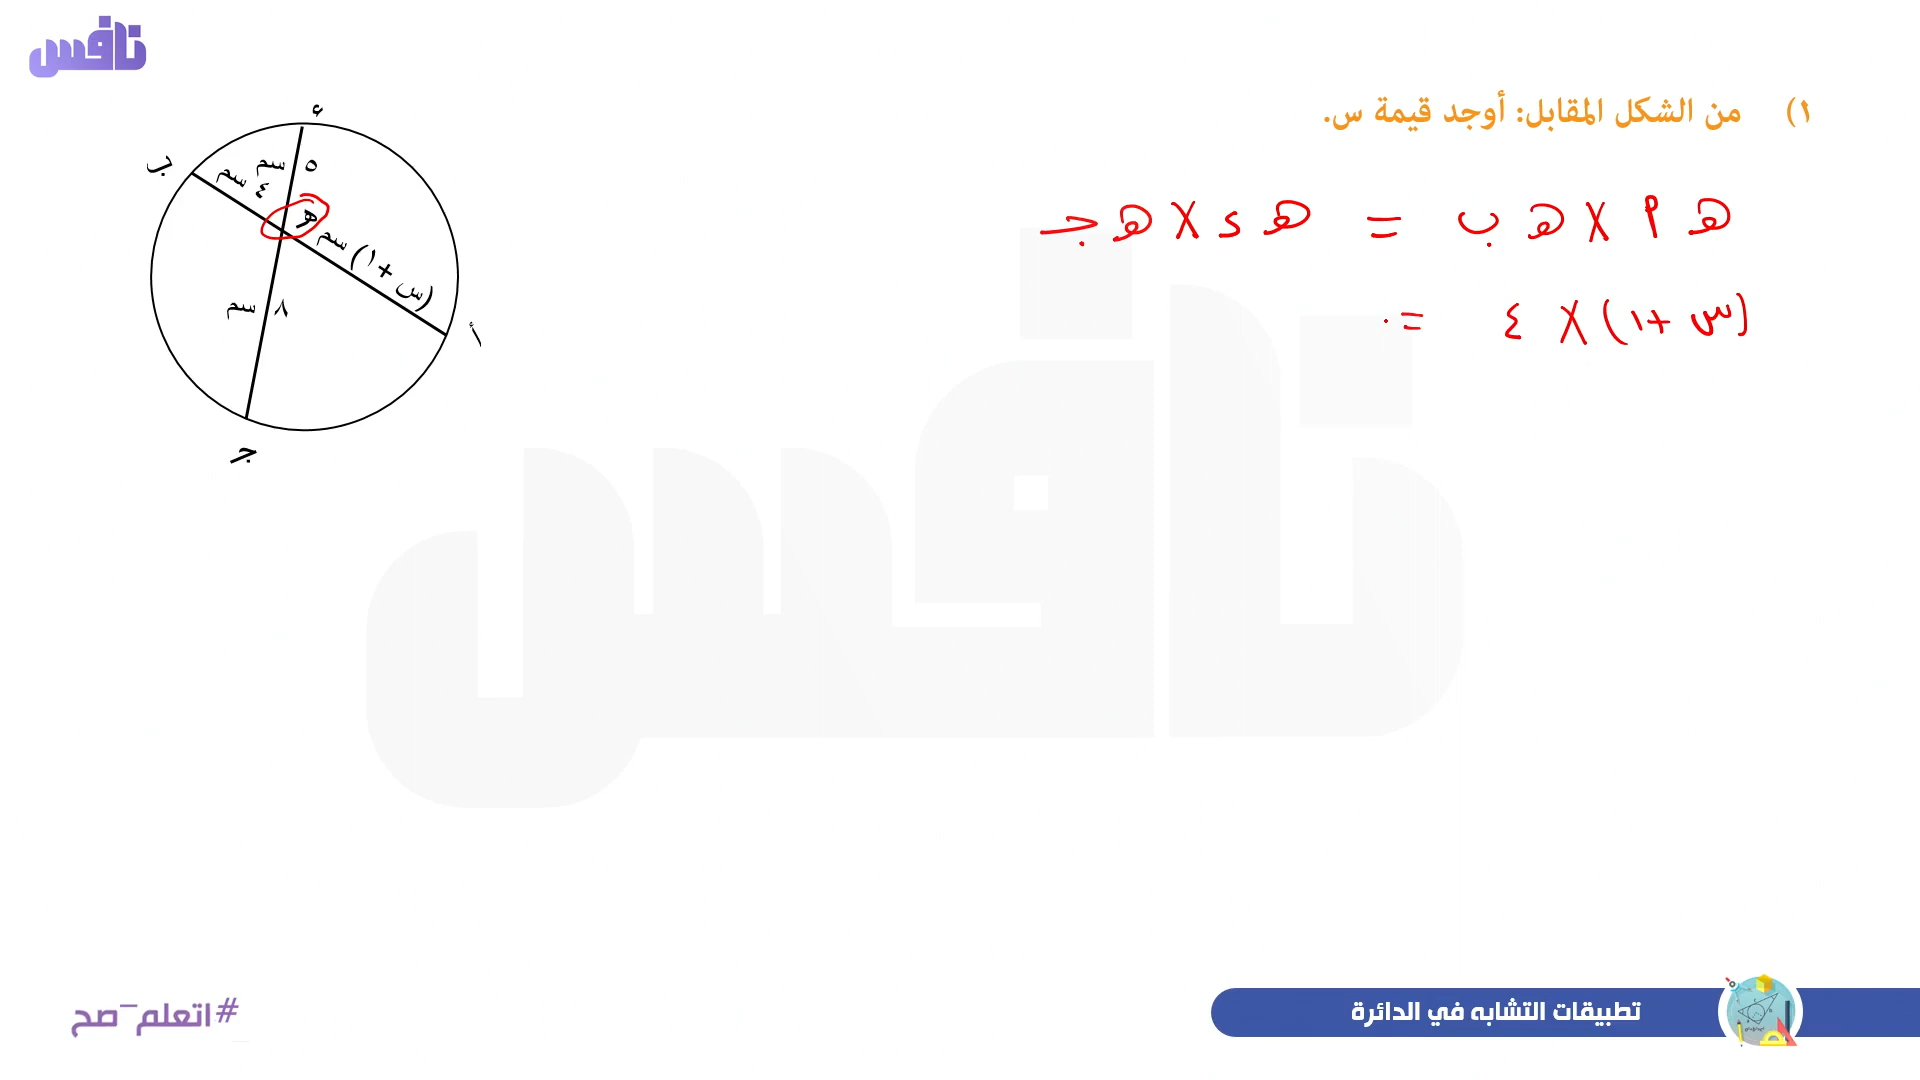 نافس
١) من الشكل المقابل: أوجد قيمة س.
ء
ب
٥ سم
٤ سم
هـ
(س + ١) سم
٨ سم
أ
جـ
هـ أ × هـ ب = هـ ء × هـ جـ
(س + ١) × ٤ =
نافس
#اتعلم_صح
تطبيقات التشابه في الدائرة